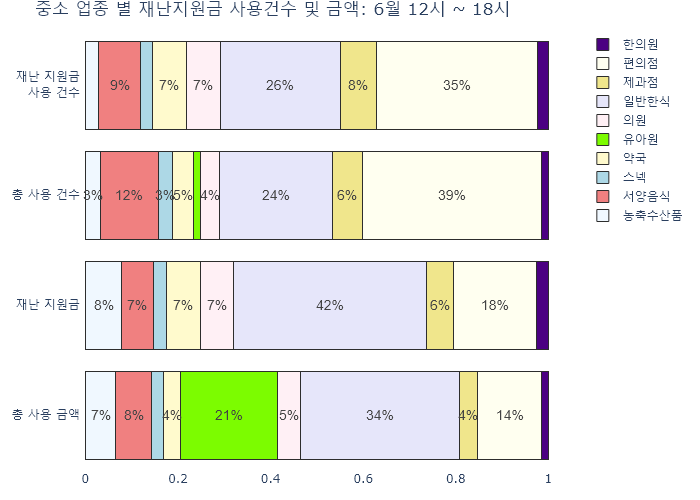 중소 업종 별 재난지원금 사용건수 및 금액: 6월 12시 ~ 18시
재난 지원금
사용 건수
9%
7%
7%
26%
8%
35%
총 사용 건수
3%
12%
3%
5%
4%
24%
6%
39%
재난 지원금
8%
7%
7%
7%
42%
6%
18%
총 사용 금액
7%
8%
4%
21%
5%
34%
4%
14%
0
0.2
0.4
0.6
0.8
1
한의원
편의점
제과점
일반한식
의원
유아원
약국
스넥
서양음식
농축수산품